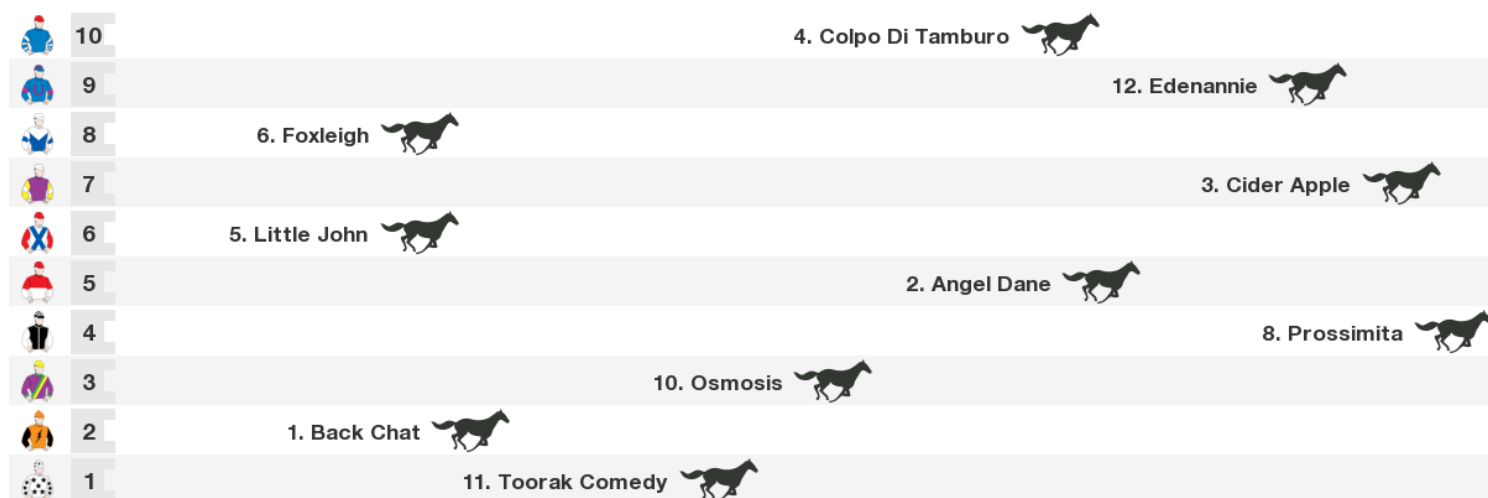 10 4. Colpo Di Tamburo
9 12. Edenannie
8 6. Foxleigh
7 3. Cider Apple
6 5. Little John
5 2. Angel Dane
4 8. Prossimita
3 10. Osmosis
2 1. Back Chat
1 11. Toorak Comedy